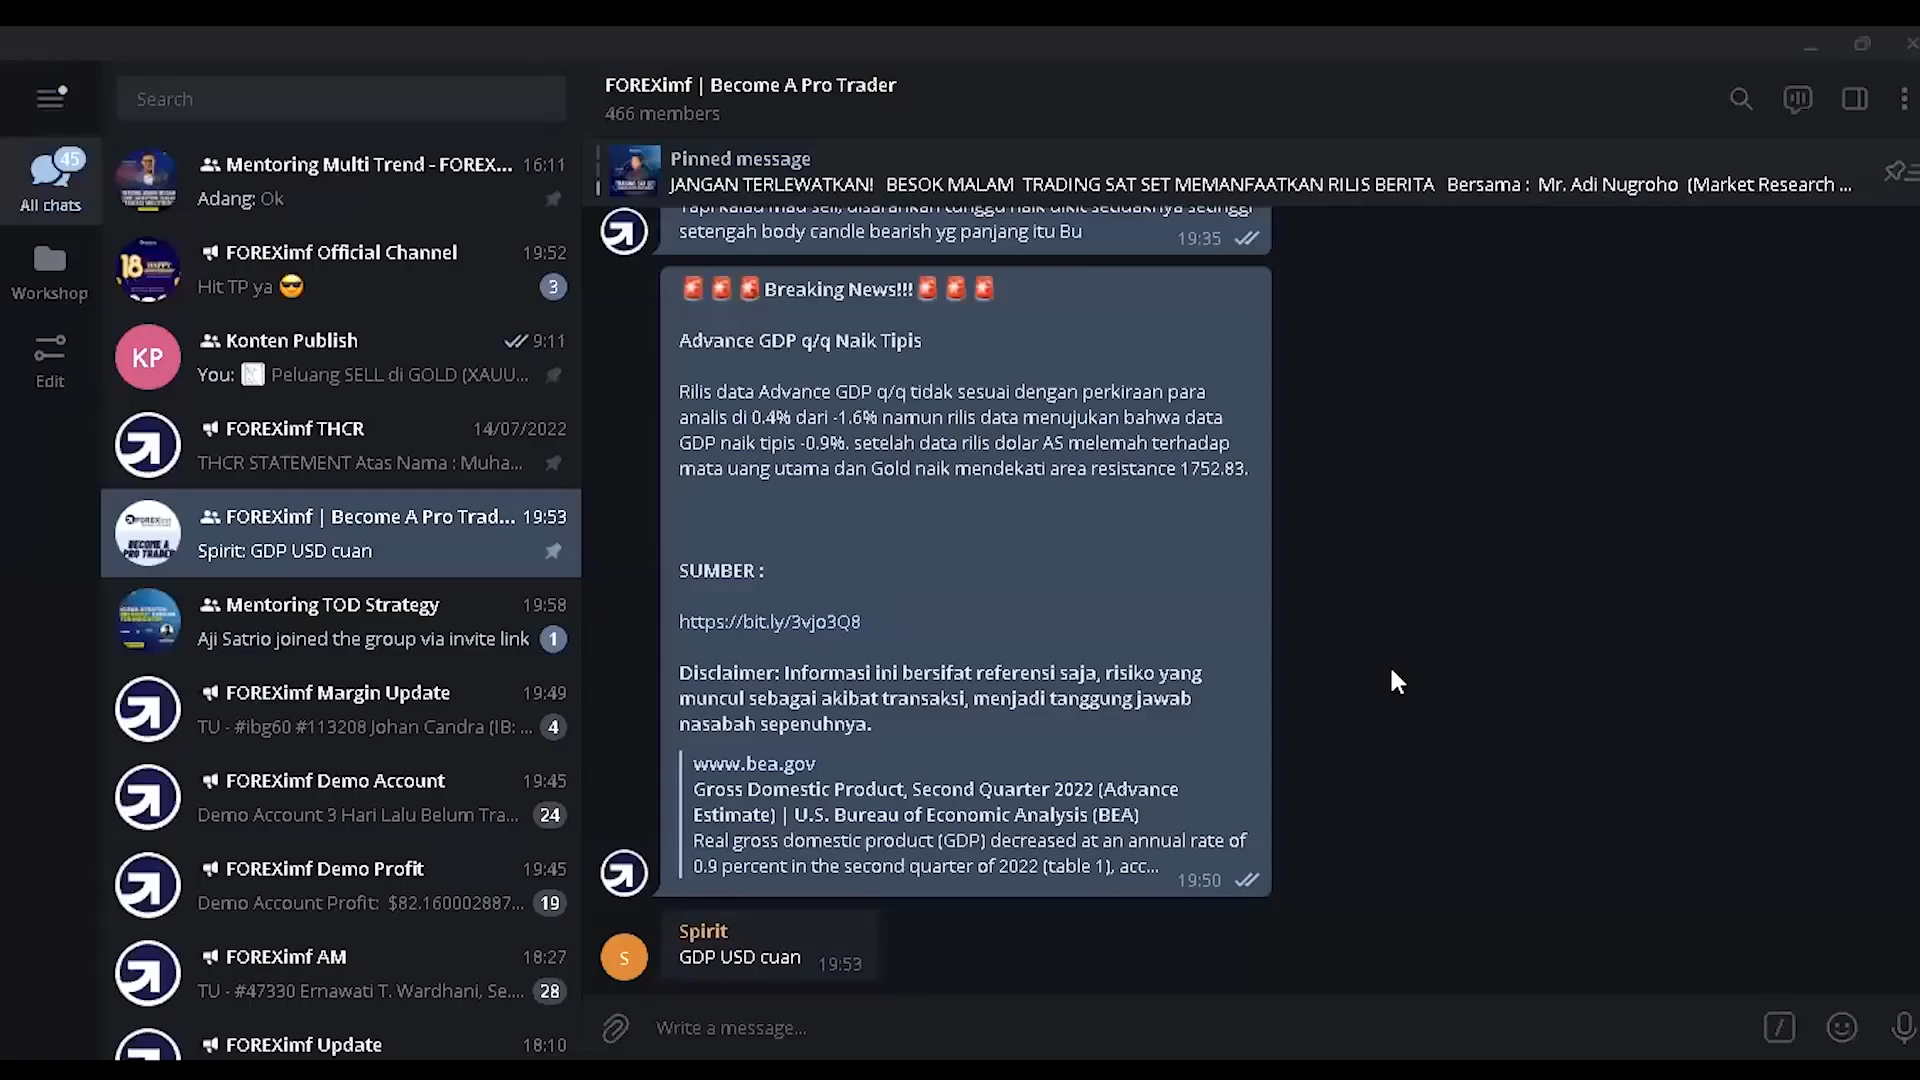 Search
45
All chats
Workshop
Edit
Mentoring Multi Trend - FOREX... 16:11
Adang: Ok
FOREXimf Official Channel 19:52
Hit TP ya 😎 3
KP
Konten Publish 9:11
You: Peluang SELL di GOLD (XAUU...
FOREXimf THCR 14/07/2022
THCR STATEMENT Atas Nama : Muha...
FOREXimf | Become A Pro Trad... 19:53
Spirit: GDP USD cuan
BECOME A
PRO TRADER
Mentoring TOD Strategy 19:58
Aji Satrio joined the group via invite link 1
FOREXimf Margin Update 19:49
TU - #ibg60 #113208 Johan Candra (IB: ... 4
FOREXimf Demo Account 19:45
Demo Account 3 Hari Lalu Belum Tra... 24
FOREXimf Demo Profit 19:45
Demo Account Profit: $82.160002887... 19
FOREXimf AM 18:27
TU - #47330 Ernawati T. Wardhani, Se.... 28
FOREXimf Update 18:10
FOREXimf | Become A Pro Trader
466 members
Pinned message
JANGAN TERLEWATKAN! BESOK MALAM TRADING SAT SET MEMANFAATKAN RILIS BERITA Bersama : Mr. Adi Nugroho (Market Research ...
Tapi kalau mau sell, disarankan tunggu naik dikit setidaknya setinggi
setengah body candle bearish yg panjang itu Bu 19:35
🚨 🚨 🚨 Breaking News!!! 🚨 🚨 🚨
Advance GDP q/q Naik Tipis
Rilis data Advance GDP q/q tidak sesuai dengan perkiraan para
analis di 0.4% dari -1.6% namun rilis data menujukan bahwa data
GDP naik tipis -0.9%. setelah data rilis dolar AS melemah terhadap
mata uang utama dan Gold naik mendekati area resistance 1752.83.
SUMBER :
https://bit.ly/3vjo3Q8
Disclaimer: Informasi ini bersifat referensi saja, risiko yang
muncul sebagai akibat transaksi, menjadi tanggung jawab
nasabah sepenuhnya.
www.bea.gov
Gross Domestic Product, Second Quarter 2022 (Advance
Estimate) | U.S. Bureau of Economic Analysis (BEA)
Real gross domestic product (GDP) decreased at an annual rate of
0.9 percent in the second quarter of 2022 (table 1), acc...
19:50
S
Spirit
GDP USD cuan 19:53
Write a message...